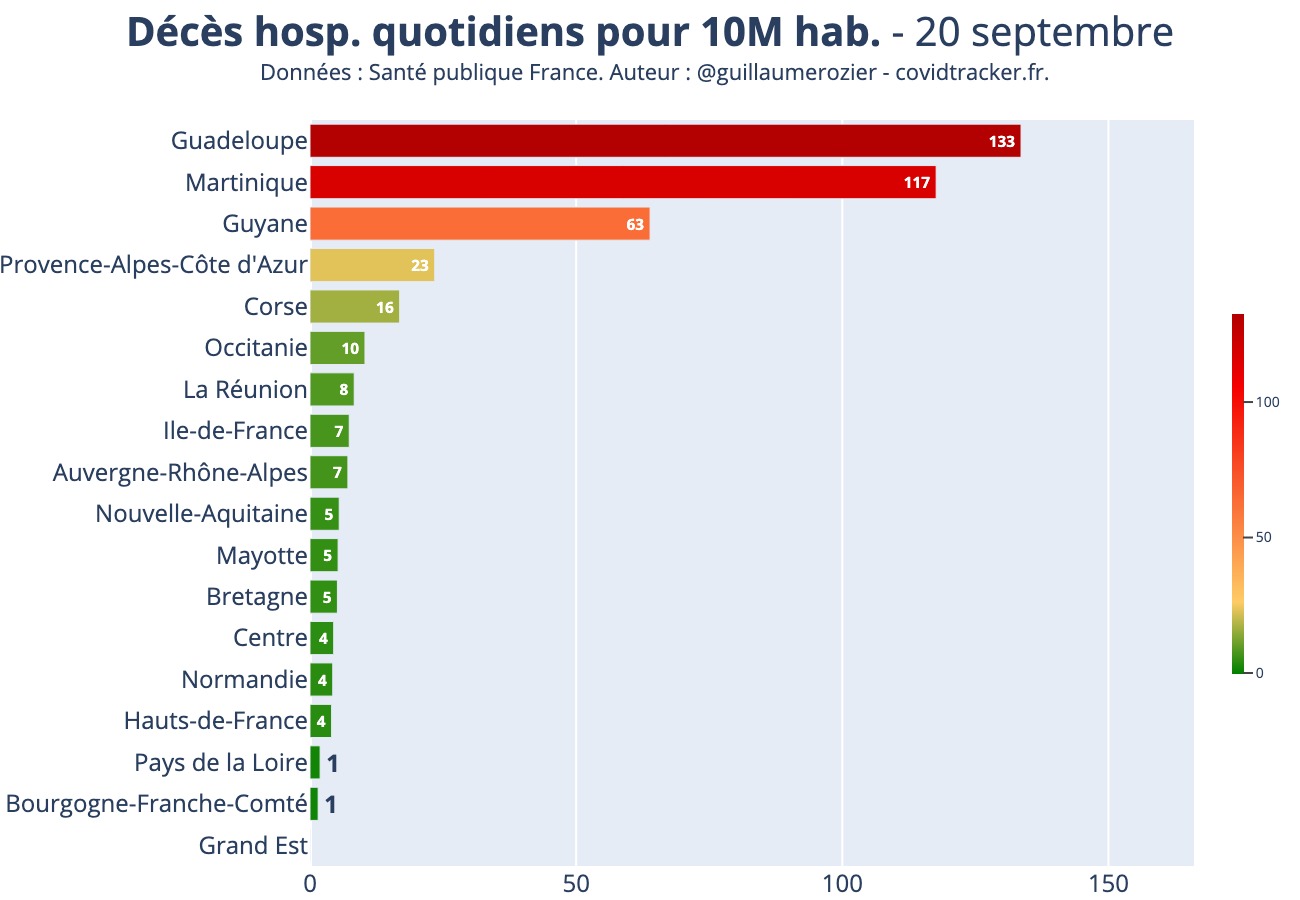 Décès hosp. quotidiens pour 10M hab. - 20 septembre
Données : Santé publique France. Auteur : @guillaumerozier - covidtracker.fr.
Guadeloupe 133
Martinique 117
Guyane 63
Provence-Alpes-Côte d'Azur 23
Corse 16
Occitanie 10
La Réunion 8
Ile-de-France 7
Auvergne-Rhône-Alpes 7
Nouvelle-Aquitaine 5
Mayotte 5
Bretagne 5
Centre 4
Normandie 4
Hauts-de-France 4
Pays de la Loire 1
Bourgogne-Franche-Comté 1
Grand Est
0 50 100 150
100
50
0